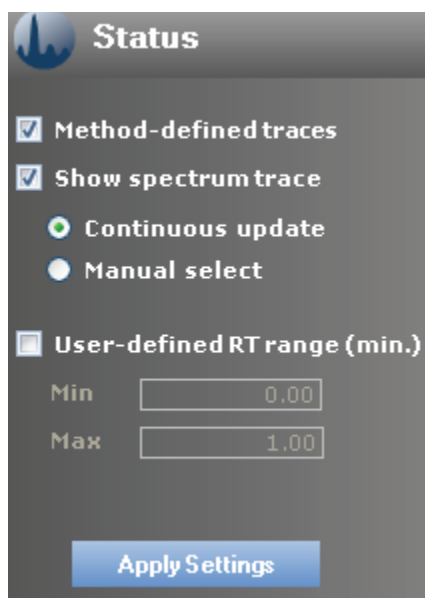 Status
Method-defined traces
Show spectrum trace
Continuous update
Manual select
User-defined RT range (min.)
Min 0.00
Max 1.00
Apply Settings